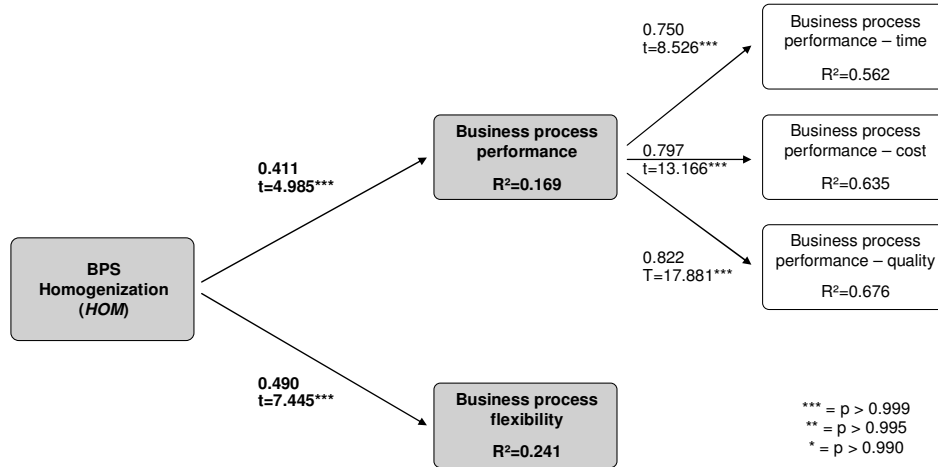 BPS
Homogenization
(HOM)
0.411
t=4.985***
0.490
t=7.445***
Business process
performance
R²=0.169
Business process
flexibility
R²=0.241
0.750
t=8.526***
0.797
t=13.166***
0.822
T=17.881***
Business process
performance – time
R²=0.562
Business process
performance – cost
R²=0.635
Business process
performance – quality
R²=0.676
*** = p > 0.999
** = p > 0.995
* = p > 0.990